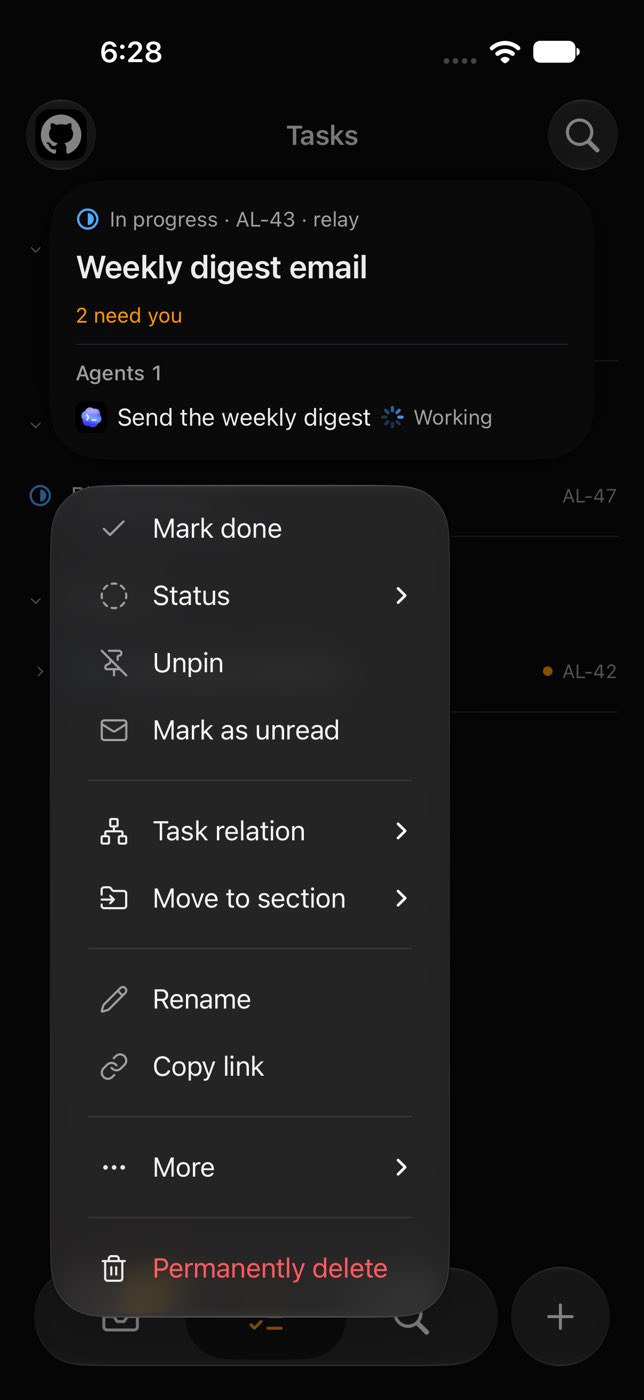 6:28
Tasks
In progress · AL-43 · relay
Weekly digest email
2 need you
Agents 1
Send the weekly digest Working
AL-47
Mark done
Status
Unpin
AL-42
Mark as unread
Task relation
Move to section
Rename
Copy link
More
Permanently delete